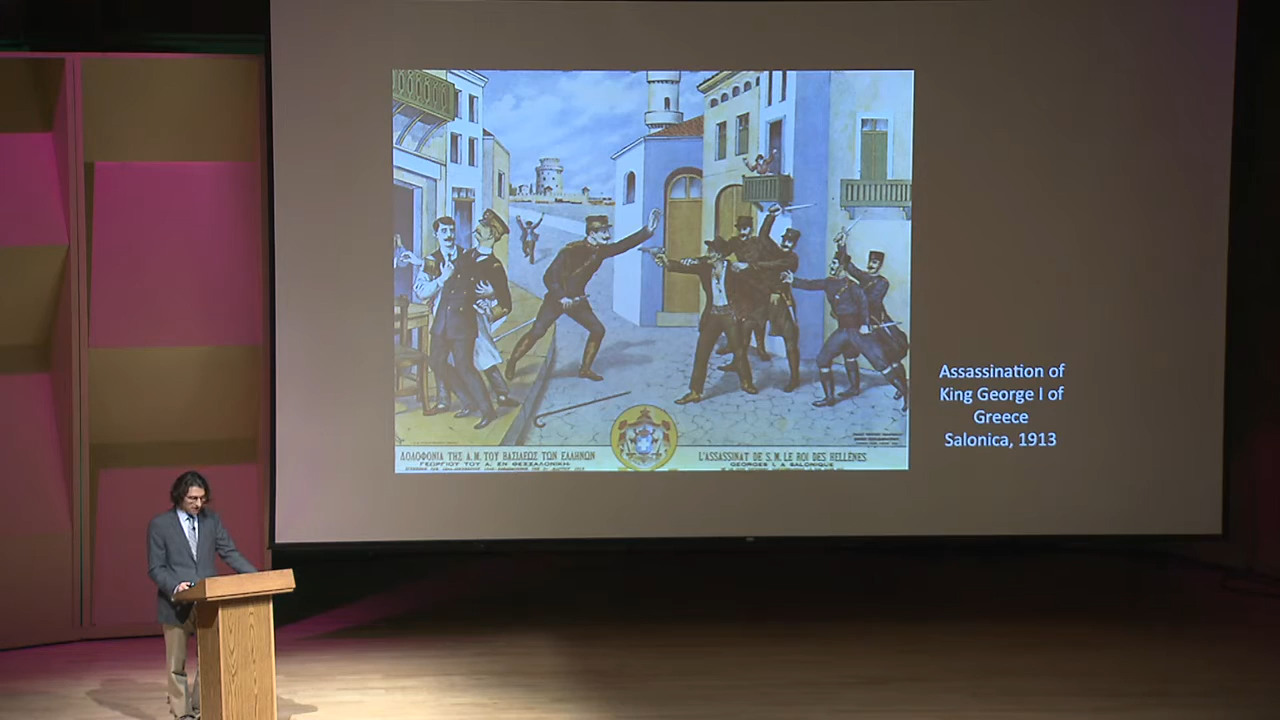 Assassination of
King George I of
Greece
Salonica, 1913
ΔΟΛΟΦΟΝΙΑ ΤΗΣ Α.Μ. ΤΟΥ ΒΑΣΙΛΕΩΣ ΤΩΝ ΕΛΛΗΝΩΝ
ΓΕΩΡΓΙΟΥ ΤΟΥ Α. ΕΝ ΘΕΣΣΑΛΟΝΙΚΗ
L'ASSASSINAT DE S.M. LE ROI DES HELLÈNES
GEORGES I. A SALONIQUE